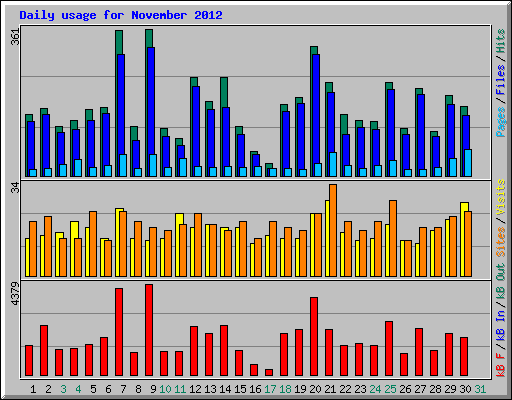 Daily usage for November 2012
361
34
4379
Pages / Files / Hits
Sites / Visits
kB F / kB In / kB Out
1 2 3 4 5 6 7 8 9 10 11 12 13 14 15 16 17 18 19 20 21 22 23 24 25 26 27 28 29 30 31